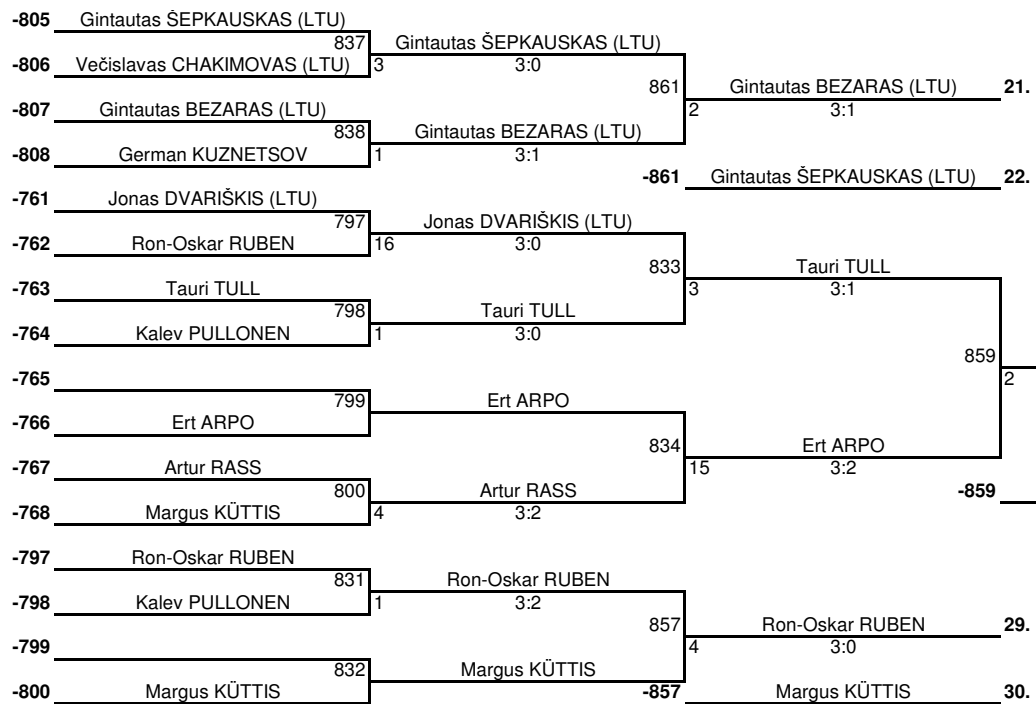 -805 Gintautas ŠEPKAUSKAS (LTU)
837 Gintautas ŠEPKAUSKAS (LTU)
-806 Večislavas CHAKIMOVAS (LTU) 3 3:0
861 Gintautas BEZARAS (LTU) 21.
-807 Gintautas BEZARAS (LTU) 2 3:1
838 Gintautas BEZARAS (LTU)
-808 German KUZNETSOV 1 3:1
-861 Gintautas ŠEPKAUSKAS (LTU) 22.
-761 Jonas DVARIŠKIS (LTU)
797 Jonas DVARIŠKIS (LTU)
-762 Ron-Oskar RUBEN 16 3:0
833 Tauri TULL
-763 Tauri TULL 3 3:1
798 Tauri TULL
-764 Kalev PULLONEN 1 3:0
859
2
-765
799 Ert ARPO
-766 Ert ARPO
834 Ert ARPO
-767 Artur RASS 15 3:2
800 Artur RASS -859
-768 Margus KÜTTIS 4 3:2
-797 Ron-Oskar RUBEN
831 Ron-Oskar RUBEN
-798 Kalev PULLONEN 1 3:2
857 Ron-Oskar RUBEN 29.
-799 4 3:0
832 Margus KÜTTIS
-800 Margus KÜTTIS -857 Margus KÜTTIS 30.